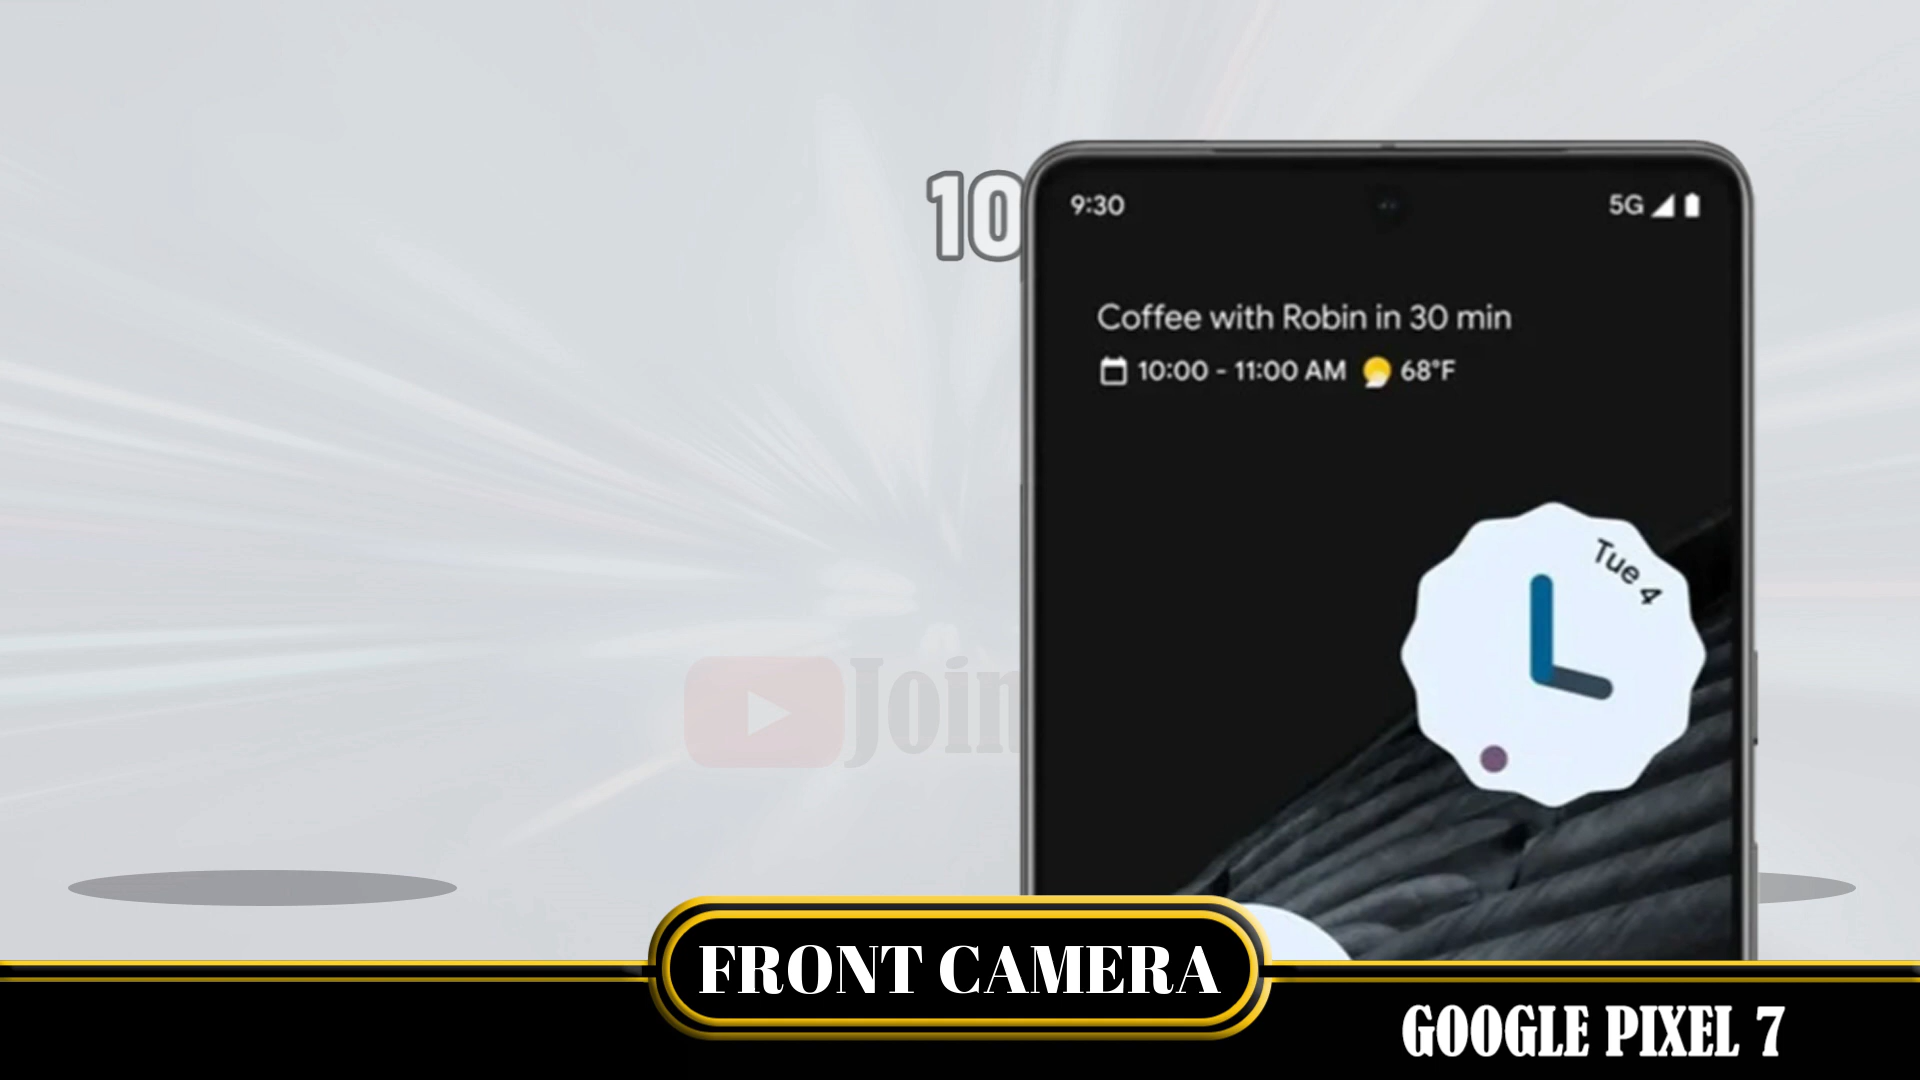 10
9:30
5G
Coffee with Robin in 30 min
10:00 - 11:00 AM 68°F
Tue 4
Join
FRONT CAMERA
GOOGLE PIXEL 7